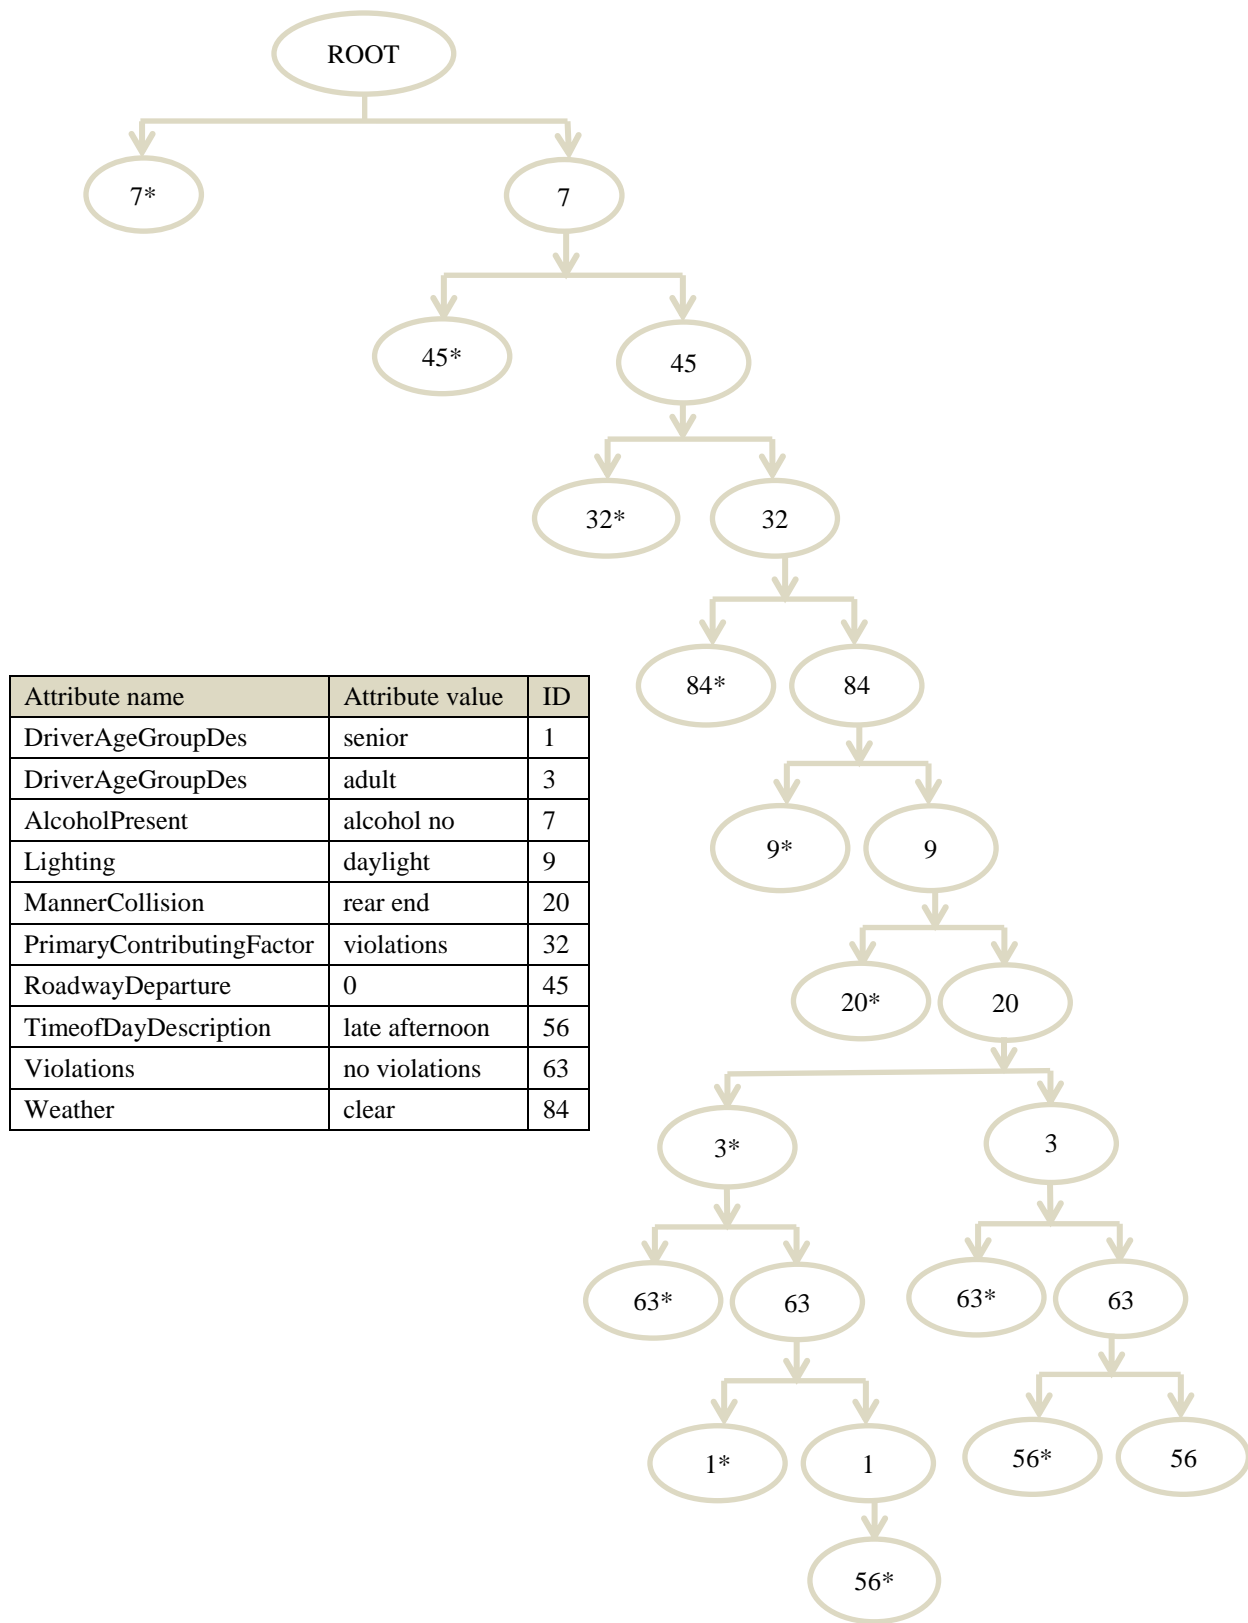 ROOT
7*
7
45*
45
32*
32
84*
84
Attribute name Attribute value ID
DriverAgeGroupDes senior 1
DriverAgeGroupDes adult 3
AlcoholPresent alcohol no 7
Lighting daylight 9
MannerCollision rear end 20
PrimaryContributingFactor violations 32
RoadwayDeparture 0 45
TimeofDayDescription late afternoon 56
Violations no violations 63
Weather clear 84
9*
9
20*
20
3*
3
63*
63
63*
63
1*
1
56*
56
56*